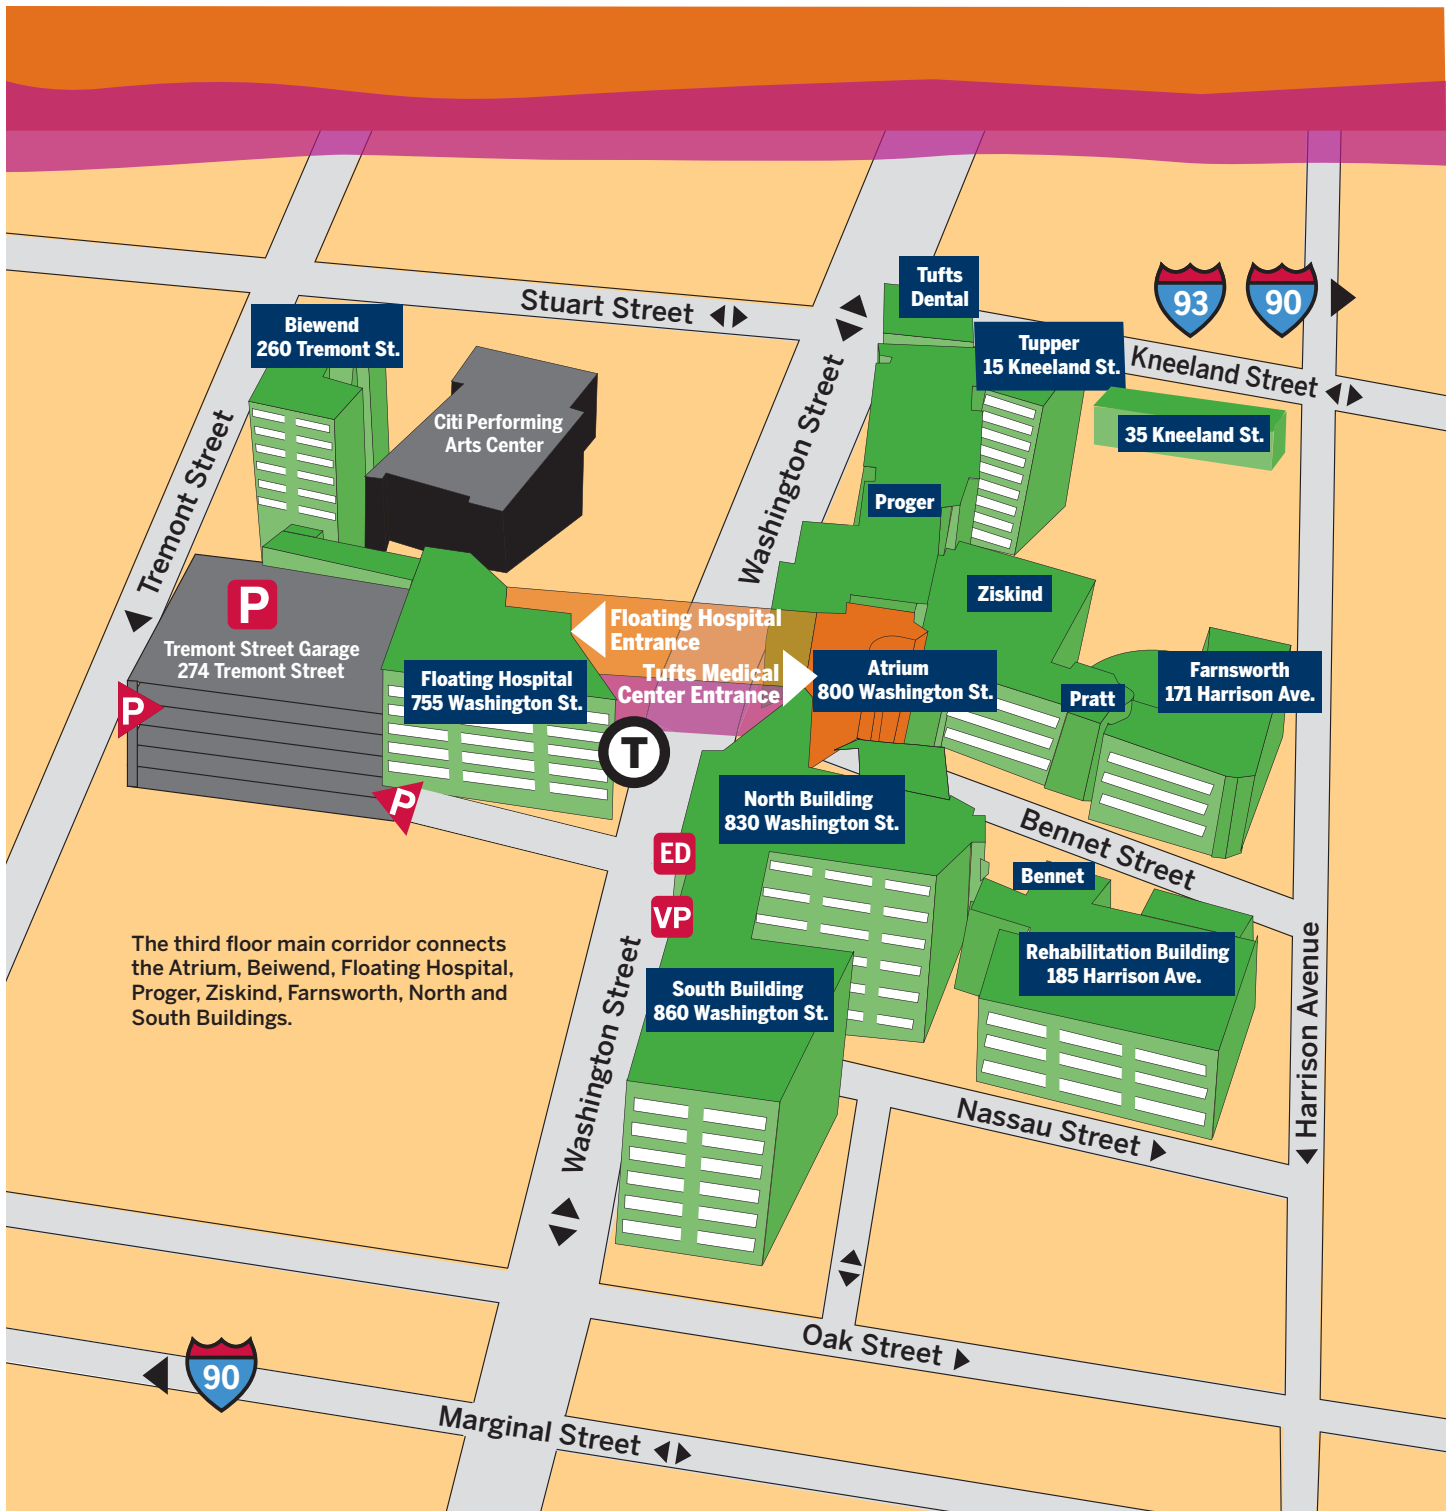 Tufts
Dental
93
90
Stuart Street
Biewend
260 Tremont St.
Tupper
15 Kneeland St.
Kneeland Street
Citi Performing
Arts Center
35 Kneeland St.
Tremont Street
Washington Street
Proger
Ziskind
P
Tremont Street Garage
274 Tremont Street
Floating Hospital
Entrance
Tufts Medical
Center Entrance
Floating Hospital
755 Washington St.
Atrium
800 Washington St.
Pratt
Farnsworth
171 Harrison Ave.
P
T
P
North Building
830 Washington St.
Bennet Street
ED
Bennet
VP
The third floor main corridor connects
the Atrium, Beiwend, Floating Hospital,
Proger, Ziskind, Farnsworth, North and
South Buildings.
Rehabilitation Building
185 Harrison Ave.
South Building
860 Washington St.
Washington Street
Harrison Avenue
Nassau Street
Oak Street
90
Marginal Street